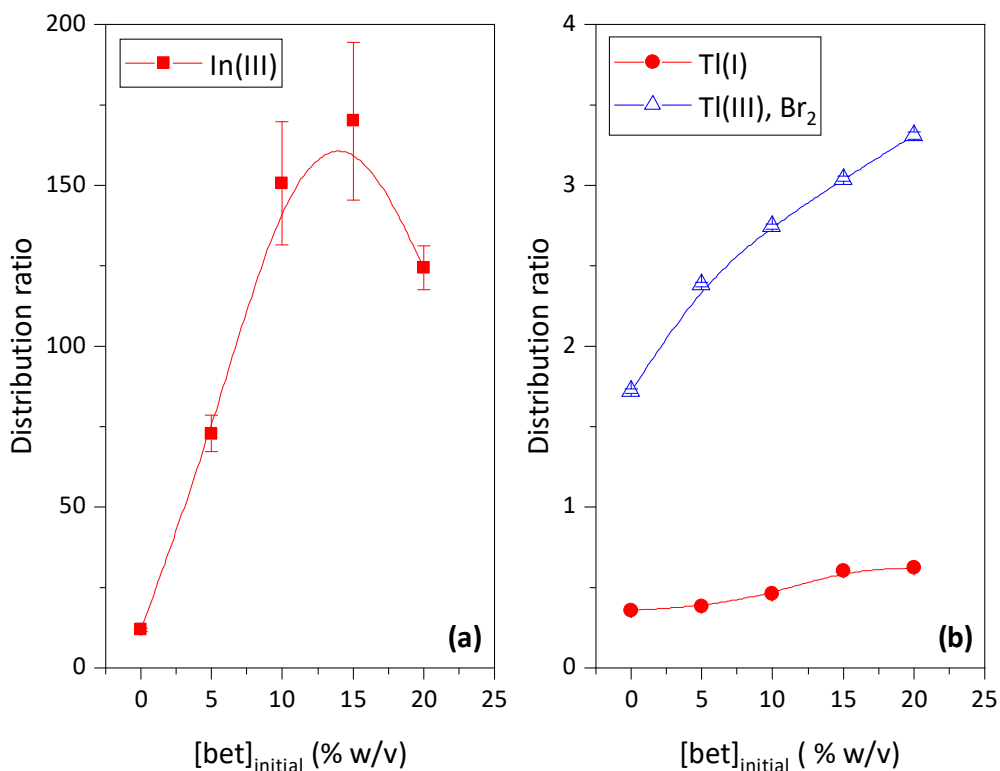 200
150
100
50
0
Distribution ratio
In(III)
(a)
0 5 10 15 20 25
[bet]initial (% w/v)
4
3
2
1
0
Distribution ratio
Tl(I)
Tl(III), Br2
(b)
0 5 10 15 20 25
[bet]initial ( % w/v)